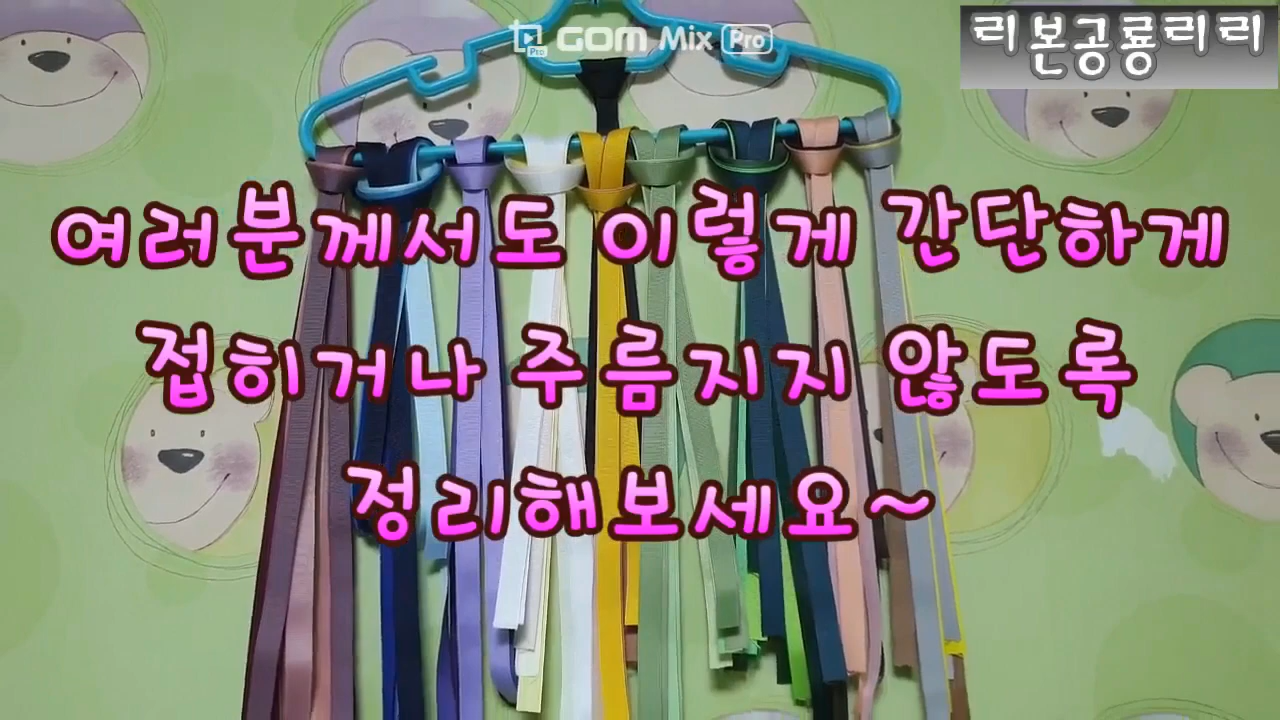 GOM Mix Pro
Pro
리본공룡리리
여러분께서도 이렇게 간단하게
접히거나 주름지지 않도록
정리해보세요~